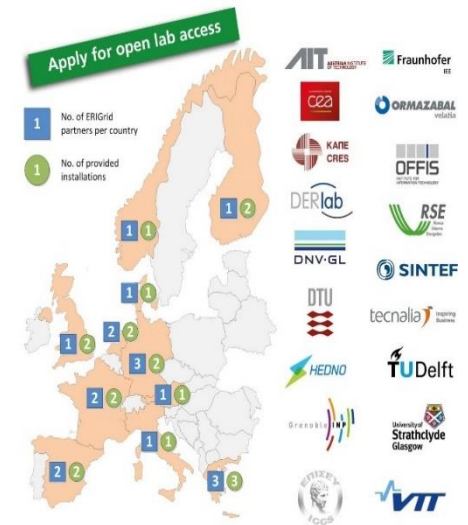 Apply for open lab access
1 No. of ERIGrid
partners per country
1 No. of provided
installations
1 2
1 1
1 1
2 2
1 2
3 2
2 2
1 1
1 1
2 2
3 3
AIT AUSTRIAN INSTITUTE
OF TECHNOLOGY
Fraunhofer
IEE
cea
ORMAZABAL
velatia
ΚΑΠΕ
CRES
OFFIS
INSTITUTE FOR
INFORMATION TECHNOLOGY
DERlab
RSE
Ricerca
Sistema
Energetico
DNV·GL
SINTEF
DTU
tecnalia Inspiring
Business
HEDNO
TUDelft
Grenoble INP
University of
Strathclyde
Glasgow
ICCS
VTT